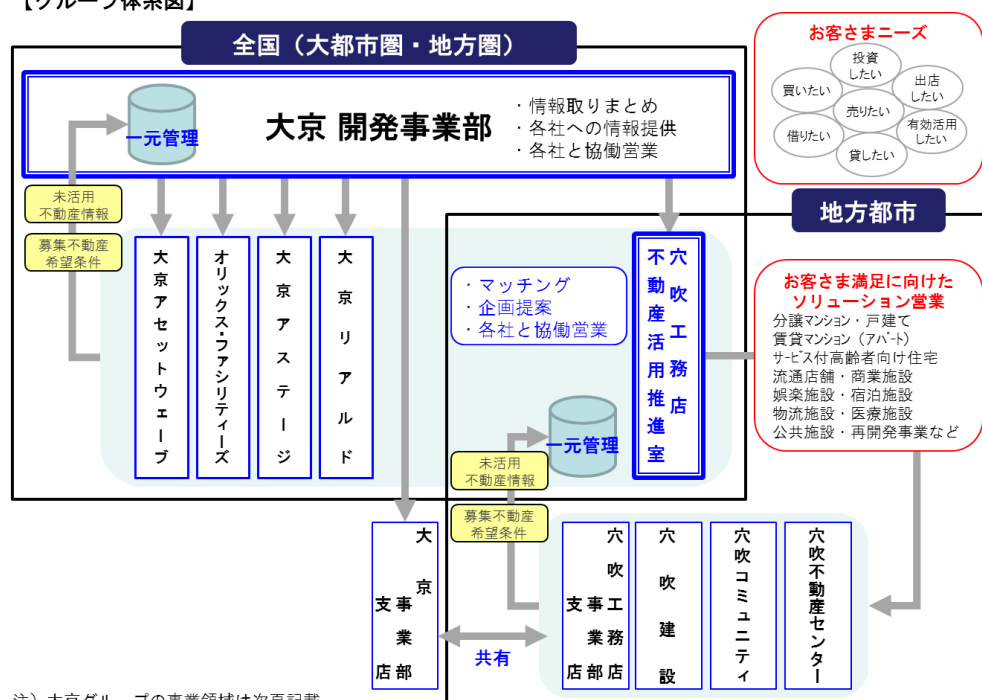 【グループ体系図】
全国（大都市圏・地方圏）
お客さまニーズ
投資
したい
買いたい
出店
したい
売りたい
借りたい
有効活用
したい
貸したい
一元管理
大京 開発事業部
・情報取りまとめ
・各社への情報提供
・各社と協働営業
未活用
不動産情報
募集不動産
希望条件
地方都市
大京アセットウェーブ
オリックス・ファシリティーズ
大京アステージ
大京リアルド
・マッチング
・企画提案
・各社と協働営業
穴吹工務店
不動産活用推進室
一元管理
お客さま満足に向けた
ソリューション営業
分譲マンション・戸建て
賃貸マンション（アパート）
サービス付高齢者向け住宅
流通店舗・商業施設
娯楽施設・宿泊施設
物流施設・医療施設
公共施設・再開発事業など
未活用
不動産情報
募集不動産
希望条件
大京
事業部
支店
共有
穴吹工務店
事業部
支店
穴吹建設
穴吹コミュニティ
穴吹不動産センター
注）大京グループの事業領域は次頁記載